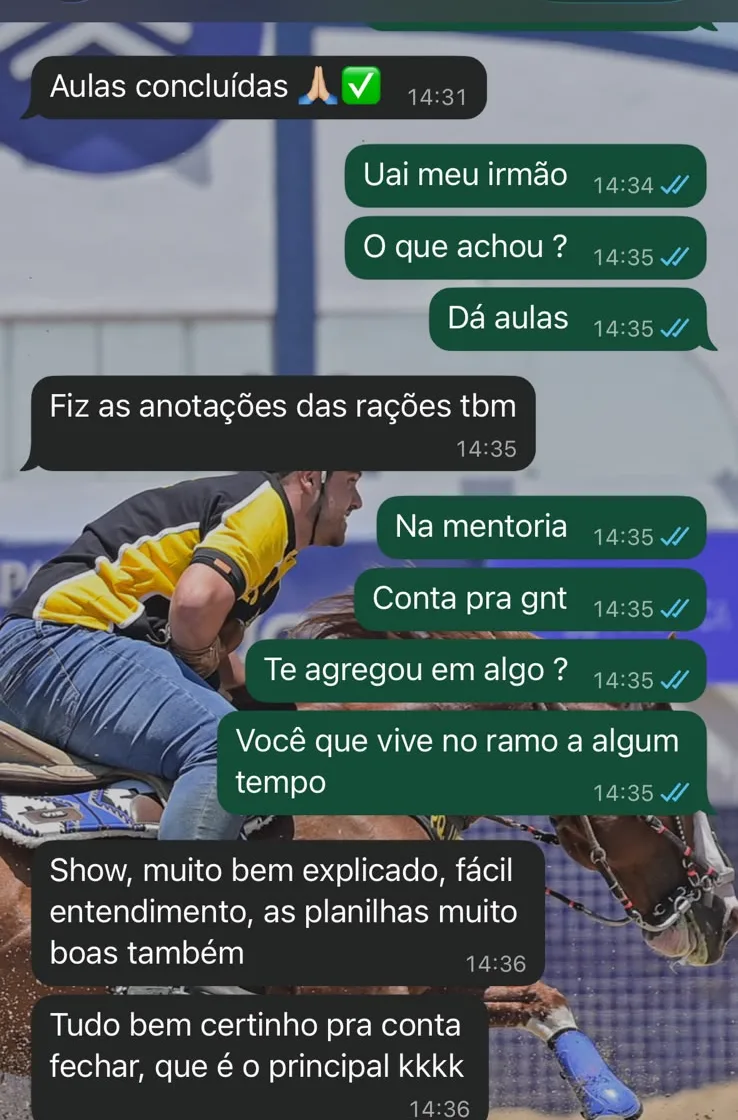 Aulas concluídas 🙏🏼✅ 14:31
Uai meu irmão 14:34
O que achou ? 14:35
Dá aulas 14:35
Fiz as anotações das rações tbm
14:35
Na mentoria 14:35
Conta pra gnt 14:35
Te agregou em algo ? 14:35
Você que vive no ramo a algum
tempo 14:35
Show, muito bem explicado, fácil
entendimento, as planilhas muito
boas também 14:36
Tudo bem certinho pra conta
fechar, que é o principal kkkk
14:36